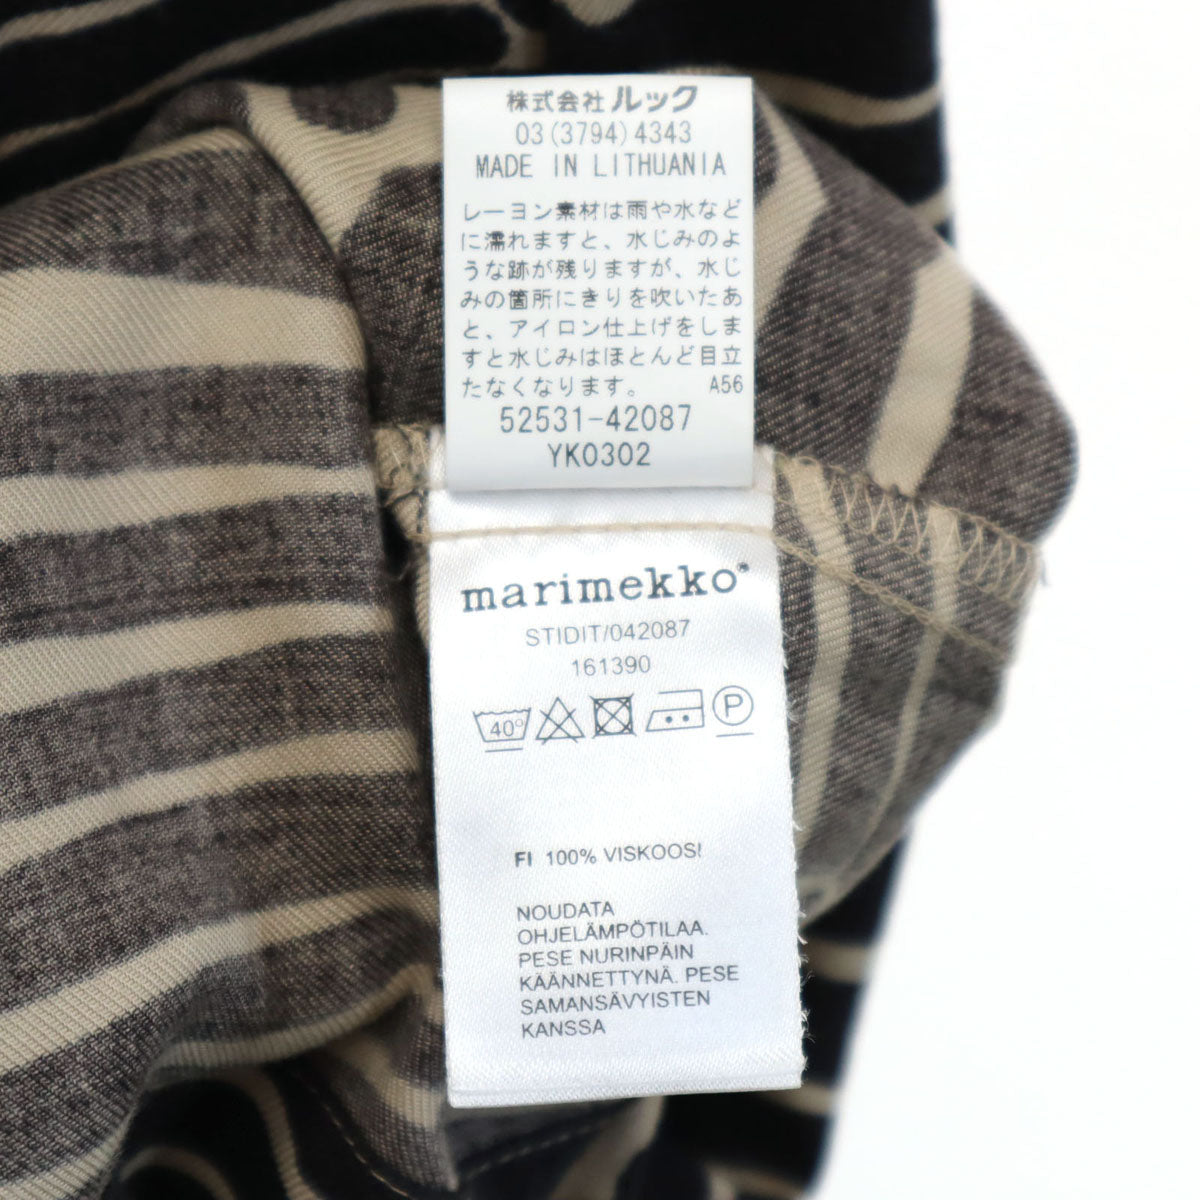 株式会社 ルック
03(3794)4343
MADE IN LITHUANIA
レーヨン素材は雨や水など
に濡れますと、水じみのよ
うな跡が残りますが、水じ
みの箇所にきりを吹いたあ
と、アイロン仕上げをしま
すと水じみはほとんど目立
たなくなります。 A56
52531-42087
YK0302
marimekko®
STIDIT/042087
161390
40° P
FI 100% VISKOOSI
NOUDATA
OHJELÄMPÖTILAA.
PESE NURINPÄIN
KÄÄNNETTYNÄ. PESE
SAMANSÄVYISTEN
KANSSA